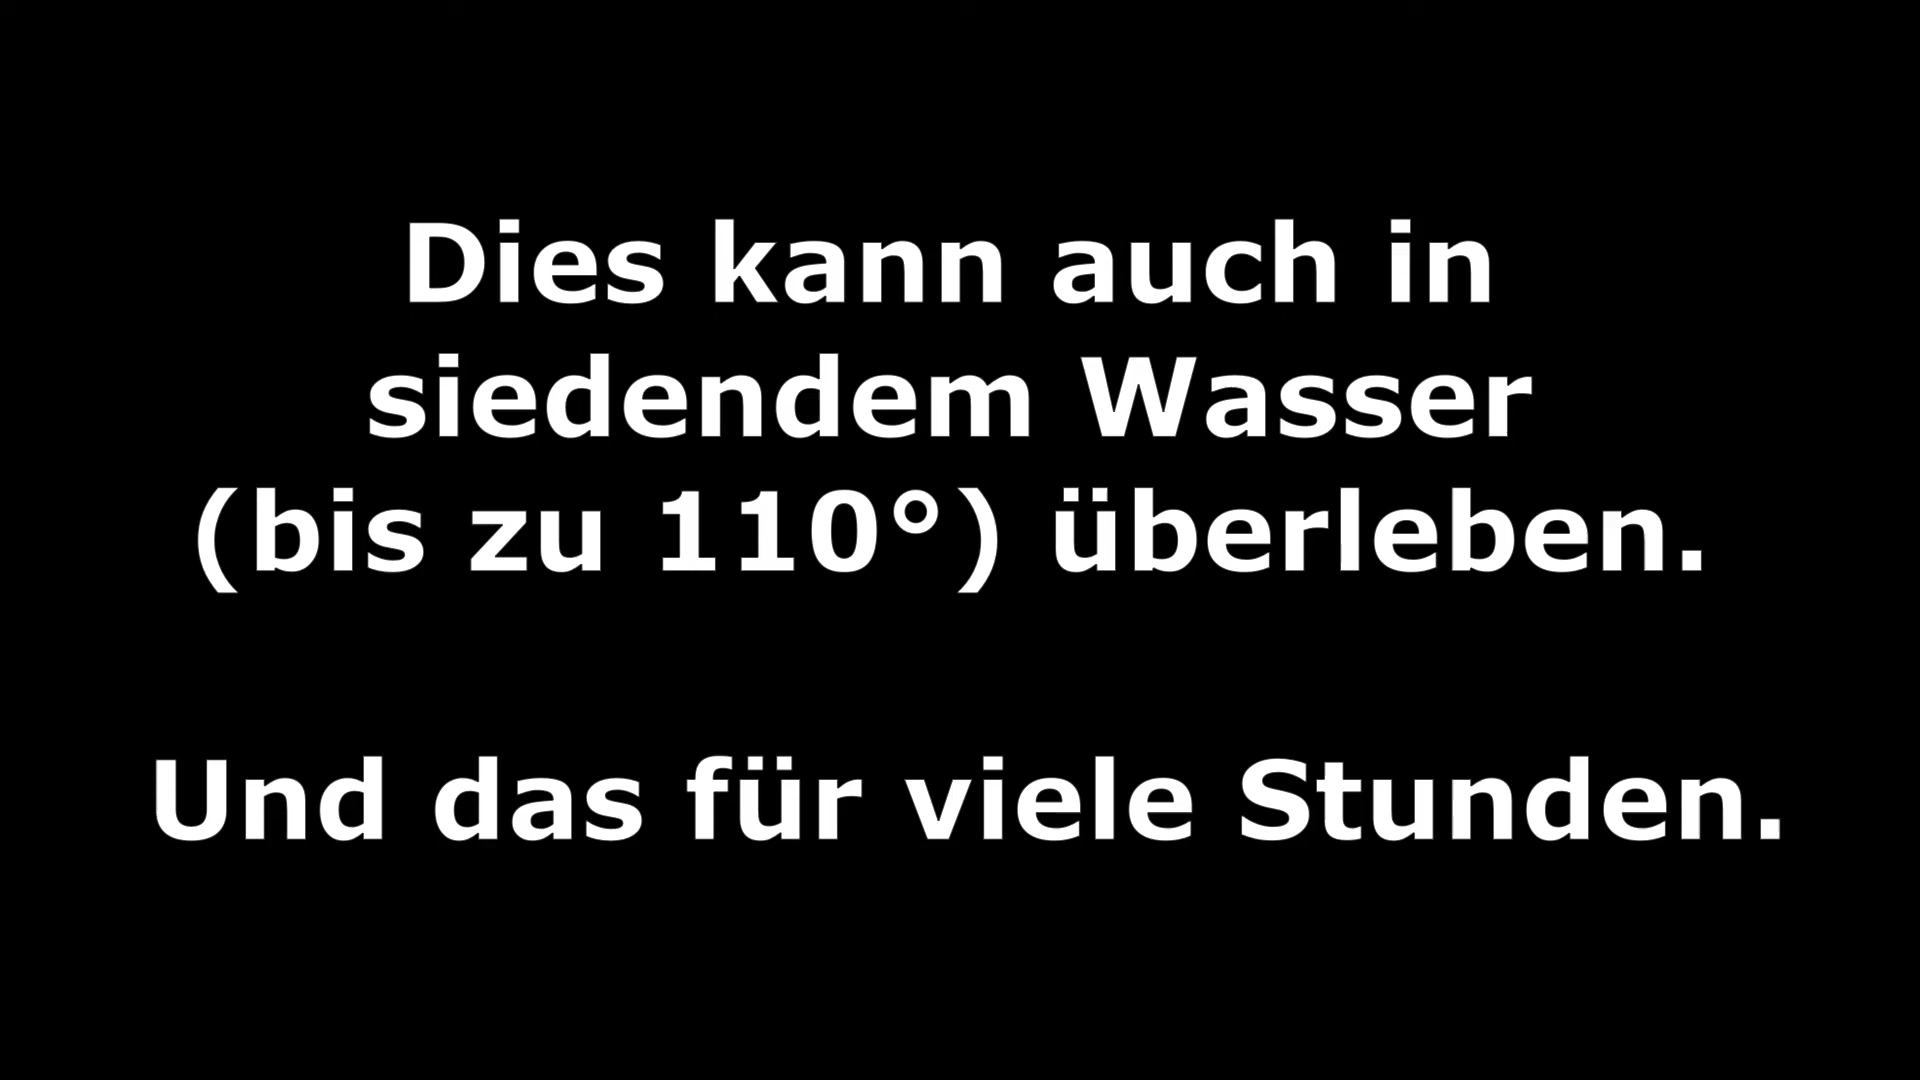 Dies kann auch in
siedendem Wasser
(bis zu 110°) überleben.
Und das für viele Stunden.